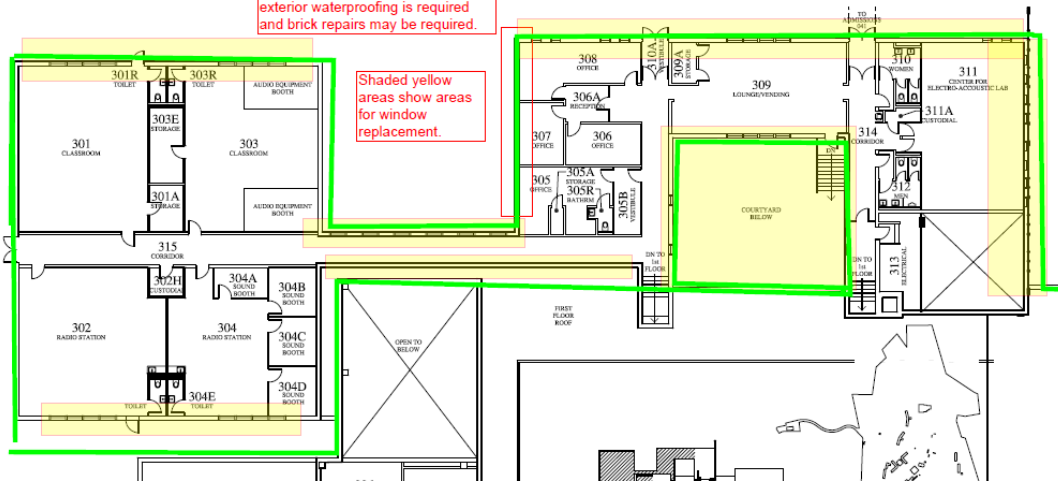 exterior waterproofing is required
and brick repairs may be required.
Shaded yellow
areas show areas
for window
replacement.
TO
ADMISSIONS
041
301R
TOILET
303R
TOILET
AUDIO EQUIPMENT
BOOTH
303E
STORAGE
301
CLASSROOM
303
CLASSROOM
301A
STORAGE
AUDIO EQUIPMENT
BOOTH
315
CORRIDOR
302H
CUSTODIAL
304A
SOUND
BOOTH
304B
SOUND
BOOTH
302
RADIO STATION
304
RADIO STATION
304C
SOUND
BOOTH
304D
SOUND
BOOTH
TOILET
304E
TOILET
308
OFFICE
310A
VESTIBULE
309A
STORAGE
309
LOUNGE/VENDING
310
WOMEN
311
CENTER FOR
ELECTRO-ACCOUSTIC LAB
306A
RECEPTION
307
OFFICE
306
OFFICE
311A
CUSTODIAL
314
CORRIDOR
305
OFFICE
305A
STORAGE
305R
BATHRM
305B
VESTIBULE
DN
312
MEN
COURTYARD
BELOW
DN TO
1st
FLOOR
DN TO
1st
FLOOR
313
ELECTRICAL
FIRST
FLOOR
ROOF
OPEN TO
BELOW